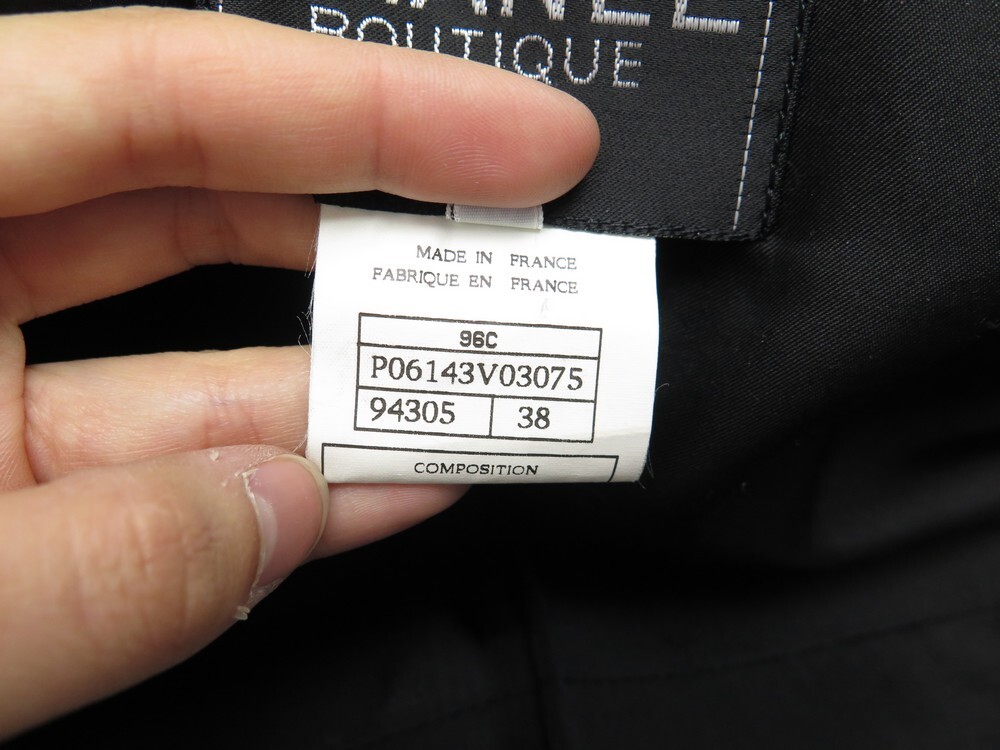 BOUTIQUE
MADE IN FRANCE
FABRIQUE EN FRANCE
96C
P06143V03075
94305 38
COMPOSITION